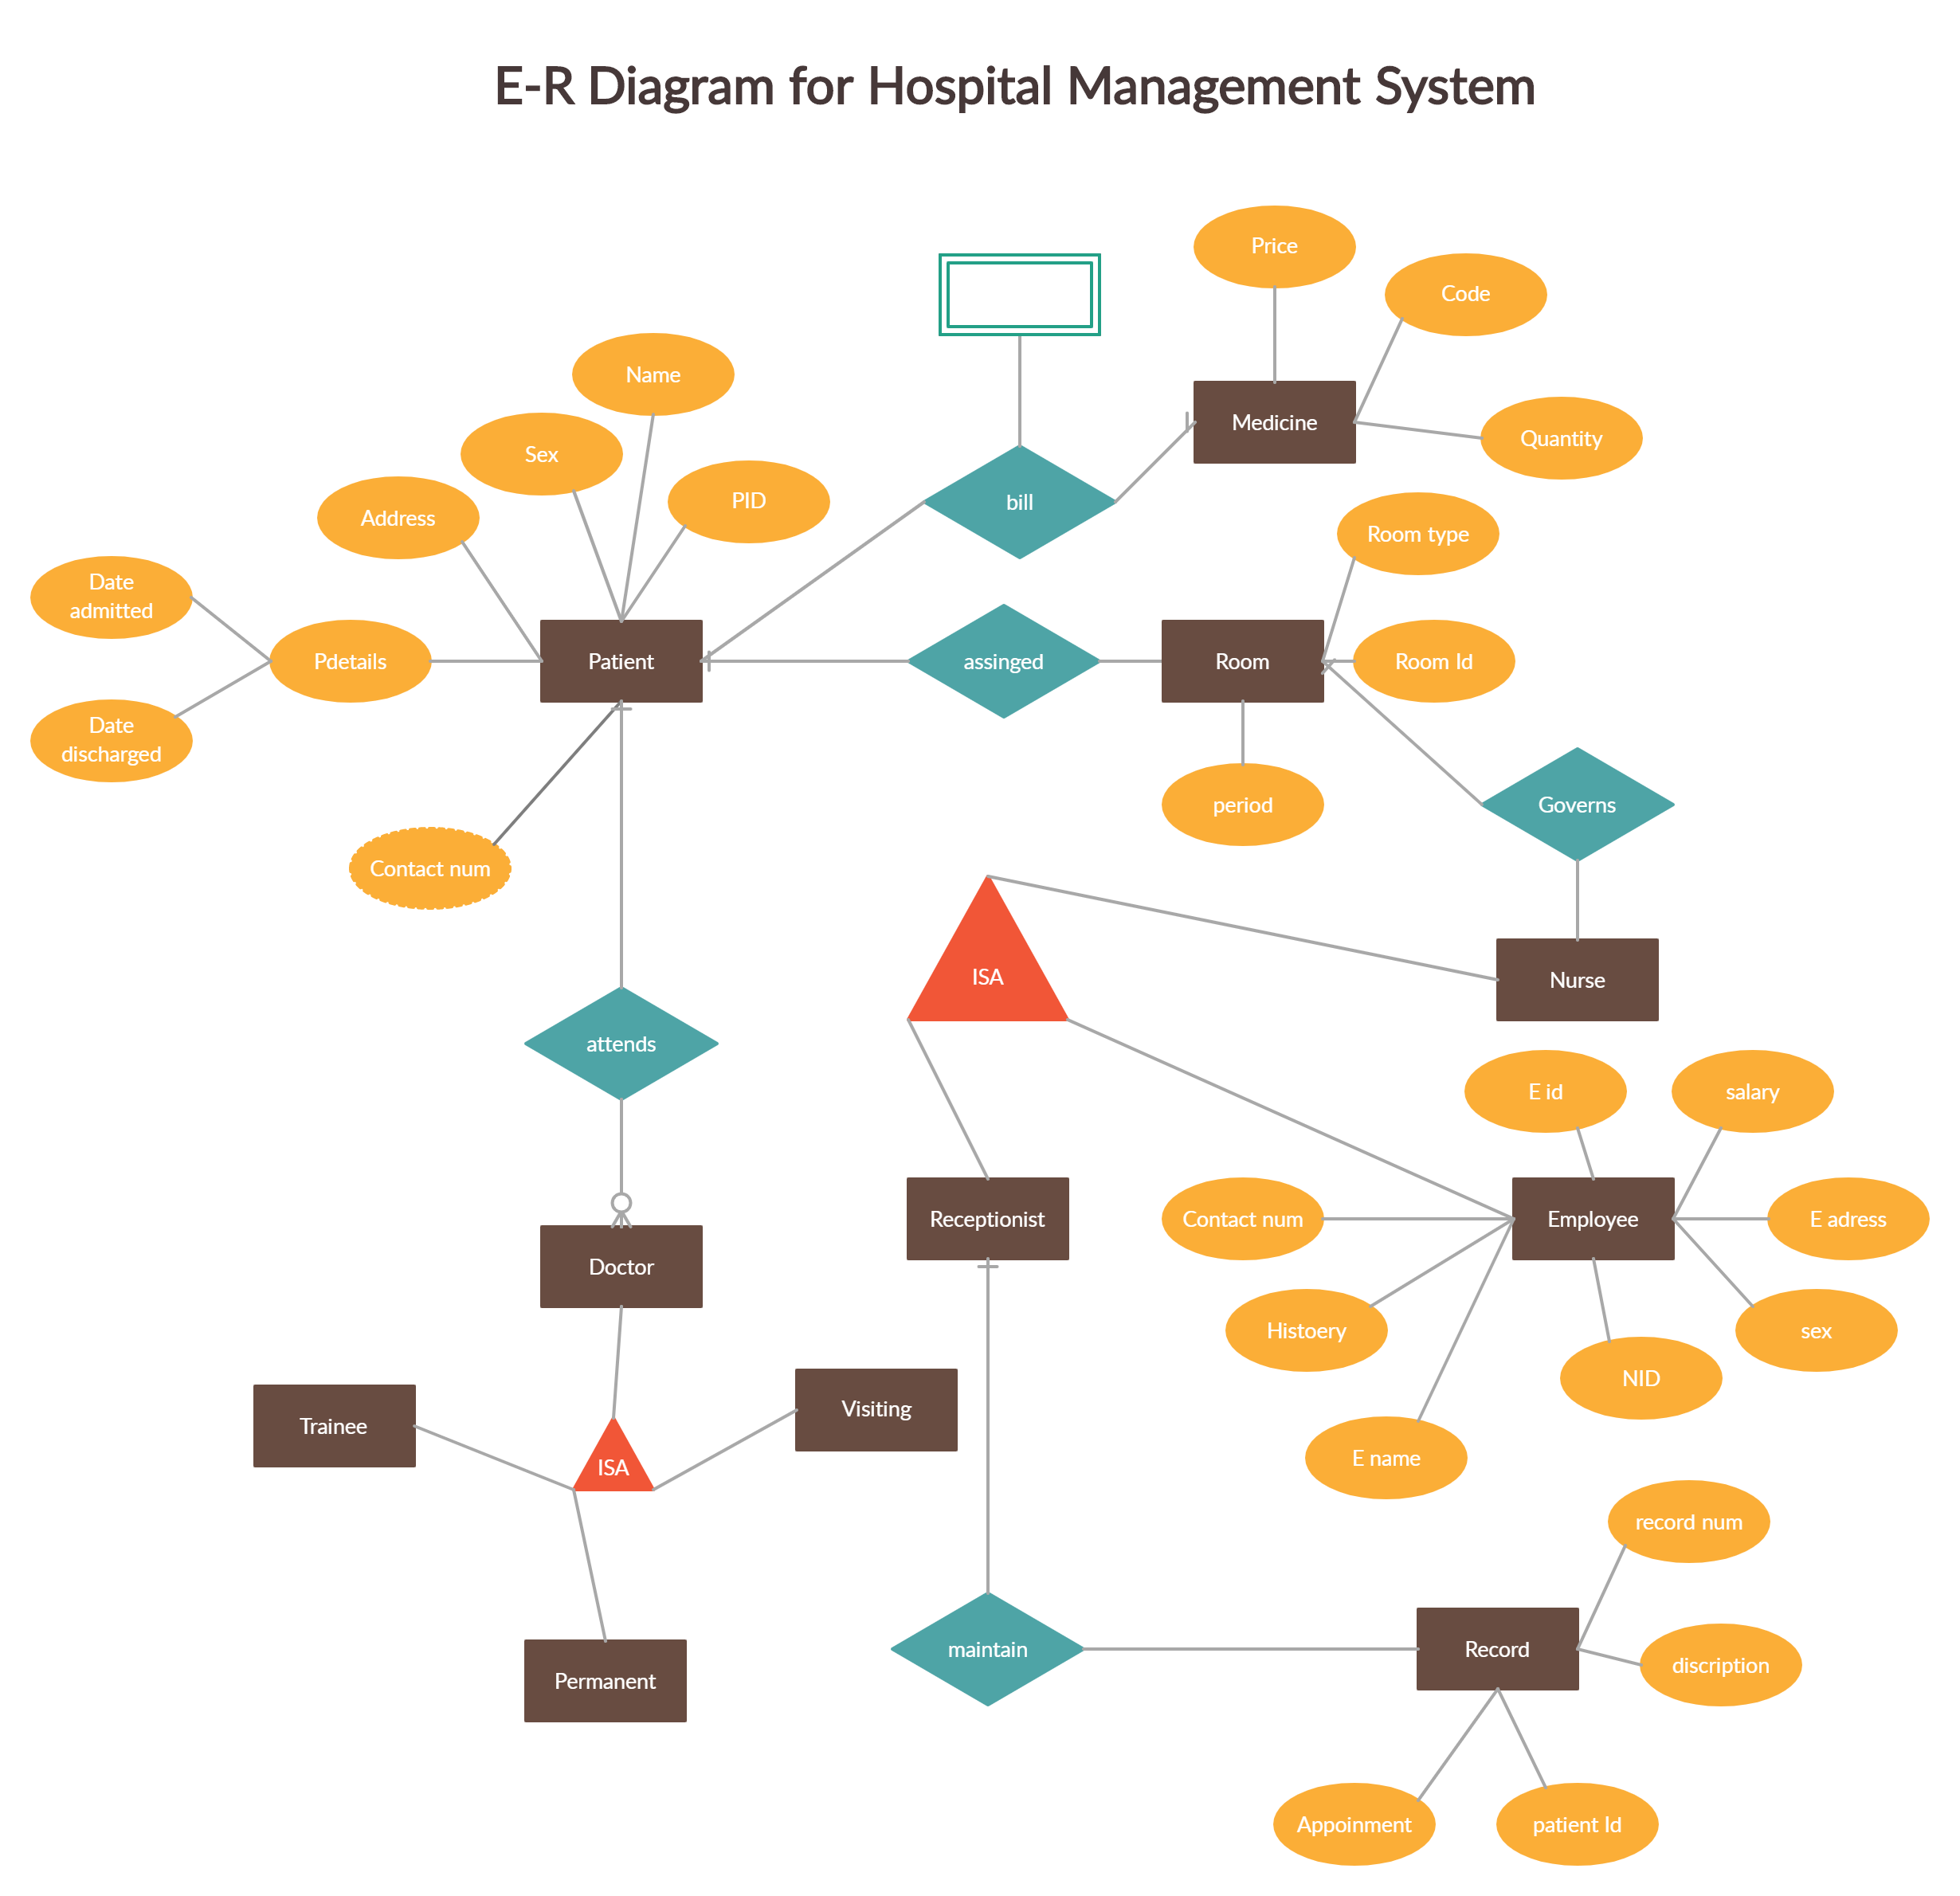 E-R Diagram for Hospital Management System
Price
Code
Name
Medicine
Quantity
Sex
PID
bill
Address
Room type
Date
admitted
Pdetails
Patient
assinged
Room
Room Id
Date
discharged
period
Governs
Contact num
ISA
Nurse
attends
E id
salary
Receptionist
Contact num
Employee
E adress
Doctor
Histoery
sex
NID
Visiting
Trainee
ISA
E name
record num
maintain
Record
discription
Permanent
Appoinment
patient Id